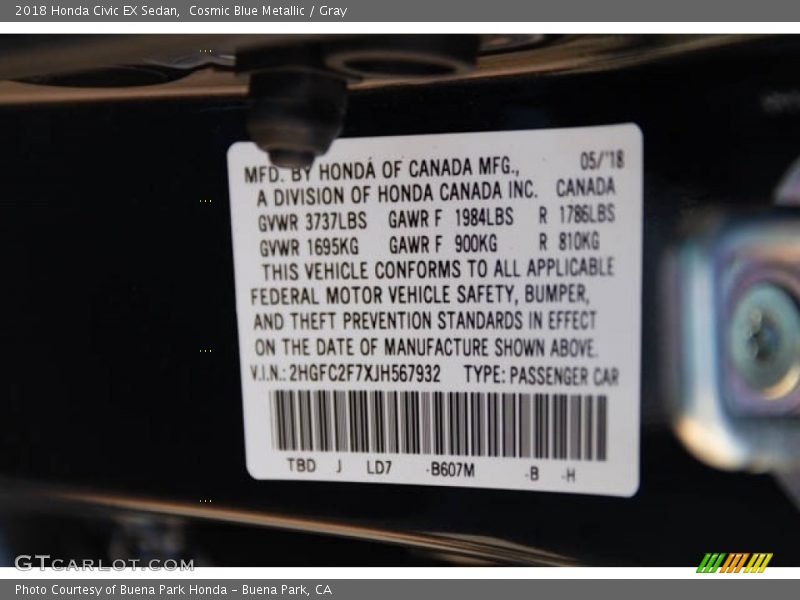 2018 Honda Civic EX Sedan,  Cosmic Blue Metallic / Gray
MFD. BY HONDA OF CANADA MFG., 05/'18
A DIVISION OF HONDA CANADA INC. CANADA
GVWR 3737LBS GAWR F 1984LBS R 1786LBS
GVWR 1695KG GAWR F 900KG R 810KG
THIS VEHICLE CONFORMS TO ALL APPLICABLE
FEDERAL MOTOR VEHICLE SAFETY, BUMPER,
AND THEFT PREVENTION STANDARDS IN EFFECT
ON THE DATE OF MANUFACTURE SHOWN ABOVE.
V.I.N.: 2HGFC2F7XJH567932 TYPE: PASSENGER CAR
TBD J LD7 -B607M -B -H
GTCARLOT.COM
Photo Courtesy of Buena Park Honda – Buena Park, CA